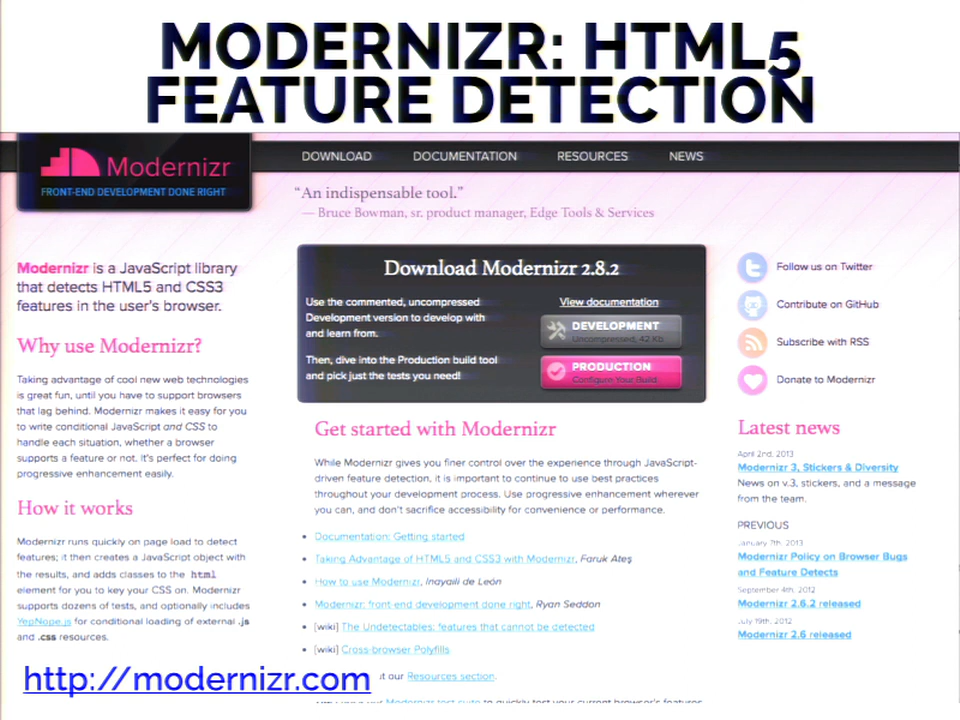 MODERNIZR: HTML5
FEATURE DETECTION
Modernizr
FRONT-END DEVELOPMENT DONE RIGHT
DOWNLOAD DOCUMENTATION RESOURCES NEWS
“An indispensable tool.”
— Bruce Bowman, sr. product manager, Edge Tools & Services
Modernizr is a JavaScript library
that detects HTML5 and CSS3
features in the user's browser.
Why use Modernizr?
Taking advantage of cool new web technologies
is great fun, until you have to support browsers
that lag behind. Modernizr makes it easy for you
to write conditional JavaScript and CSS to
handle each situation, whether a browser
supports a feature or not. It's perfect for doing
progressive enhancement easily.
How it works
Modernizr runs quickly on page load to detect
features; it then creates a JavaScript object with
the results, and adds classes to the html
element for you to key your CSS on. Modernizr
supports dozens of tests, and optionally includes
YepNope.js for conditional loading of external .js
and .css resources.
Download Modernizr 2.8.2
Use the commented, uncompressed
Development version to develop with
and learn from.
Then, dive into the Production build tool
and pick just the tests you need!
View documentation
DEVELOPMENT
Uncompressed, 42 Kb
PRODUCTION
Configure Your Build
Get started with Modernizr
While Modernizr gives you finer control over the experience through JavaScript-
driven feature detection, it is important to continue to use best practices
throughout your development process. Use progressive enhancement wherever
you can, and don't sacrifice accessibility for convenience or performance.
• Documentation: Getting started
• Taking Advantage of HTML5 and CSS3 with Modernizr, Faruk Ateş
• How to use Modernizr, Inayaili de León
• Modernizr: front-end development done right, Ryan Seddon
• [wiki] The Undetectables: features that cannot be detected
• [wiki] Cross-browser Polyfills
ut our Resources section.
Modernizr test suite to quickly test your current browser's features
Follow us on Twitter
Contribute on GitHub
Subscribe with RSS
Donate to Modernizr
Latest news
April 2nd, 2013
Modernizr 3, Stickers & Diversity
News on v.3, stickers, and a message
from the team.
PREVIOUS
January 7th, 2013
Modernizr Policy on Browser Bugs
and Feature Detects
September 4th, 2012
Modernizr 2.6.2 released
July 19th, 2012
Modernizr 2.6 released
http://modernizr.com